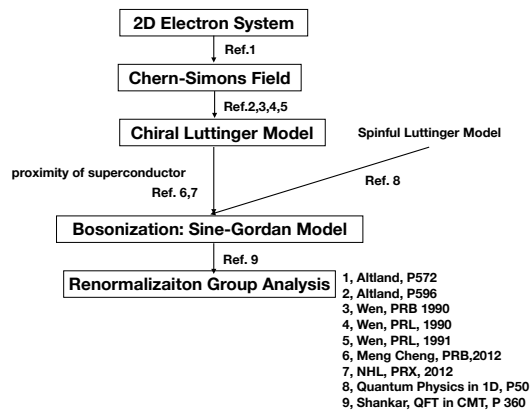 2D Electron System
Ref.1
Chern-Simons Field
Ref.2,3,4,5
Chiral Luttinger Model
Spinful Luttinger Model
proximity of superconductor
Ref. 6,7
Ref. 8
Bosonization: Sine-Gordan Model
Ref. 9
Renormalizaiton Group Analysis
1, Altland, P572
2, Altland, P596
3, Wen, PRB 1990
4, Wen, PRL, 1990
5, Wen, PRL, 1991
6, Meng Cheng, PRB,2012
7, NHL, PRX, 2012
8, Quantum Physics in 1D, P50
9, Shankar, QFT in CMT, P 360